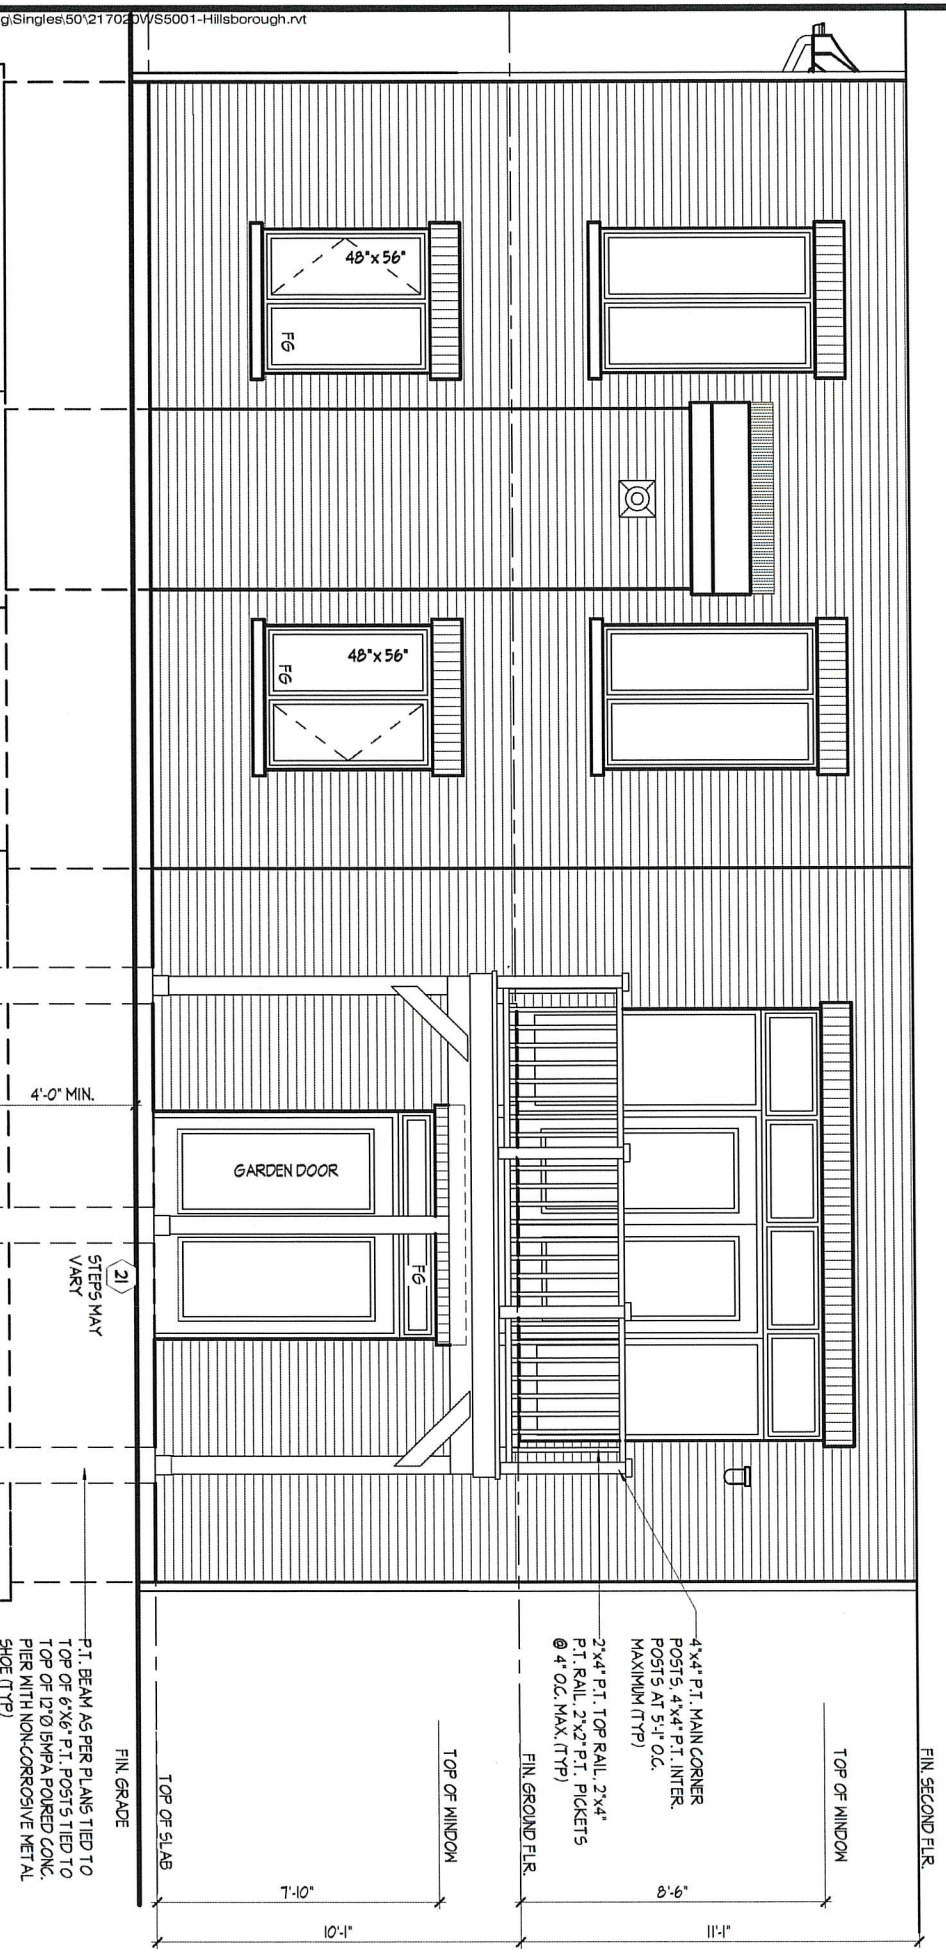 g\Singles\50'\217020\WS5001-Hillsborough.rvt
FIN. SECOND FLR.
TOP OF WINDOW
8'-6"
11'-1"
4"x4" P.T. MAIN CORNER
POSTS, 4"x4" P.T. INTER.
POSTS AT 5'-1" O.C.
MAXIMUM (TYP)
2"x4" P.T. TOP RAIL, 2"x4"
P.T. RAIL, 2"x2" P.T. PICKETS
@ 4" O.C. MAX. (TYP)
FIN. GROUND FLR.
TOP OF WINDOW
7'-10"
10'-1"
48"x56"
FG
48"x56"
FG
GARDEN DOOR
FG
TOP OF SLAB
FIN. GRADE
4'-0" MIN.
21
STEPS MAY
VARY
P.T. BEAM AS PER PLANS TIED TO
TOP OF 6"X6" P.T. POSTS TIED TO
TOP OF 12"Ø 15MPA POURED CONC.
PIER WITH NON-CORROSIVE METAL
SHOE (TYP)